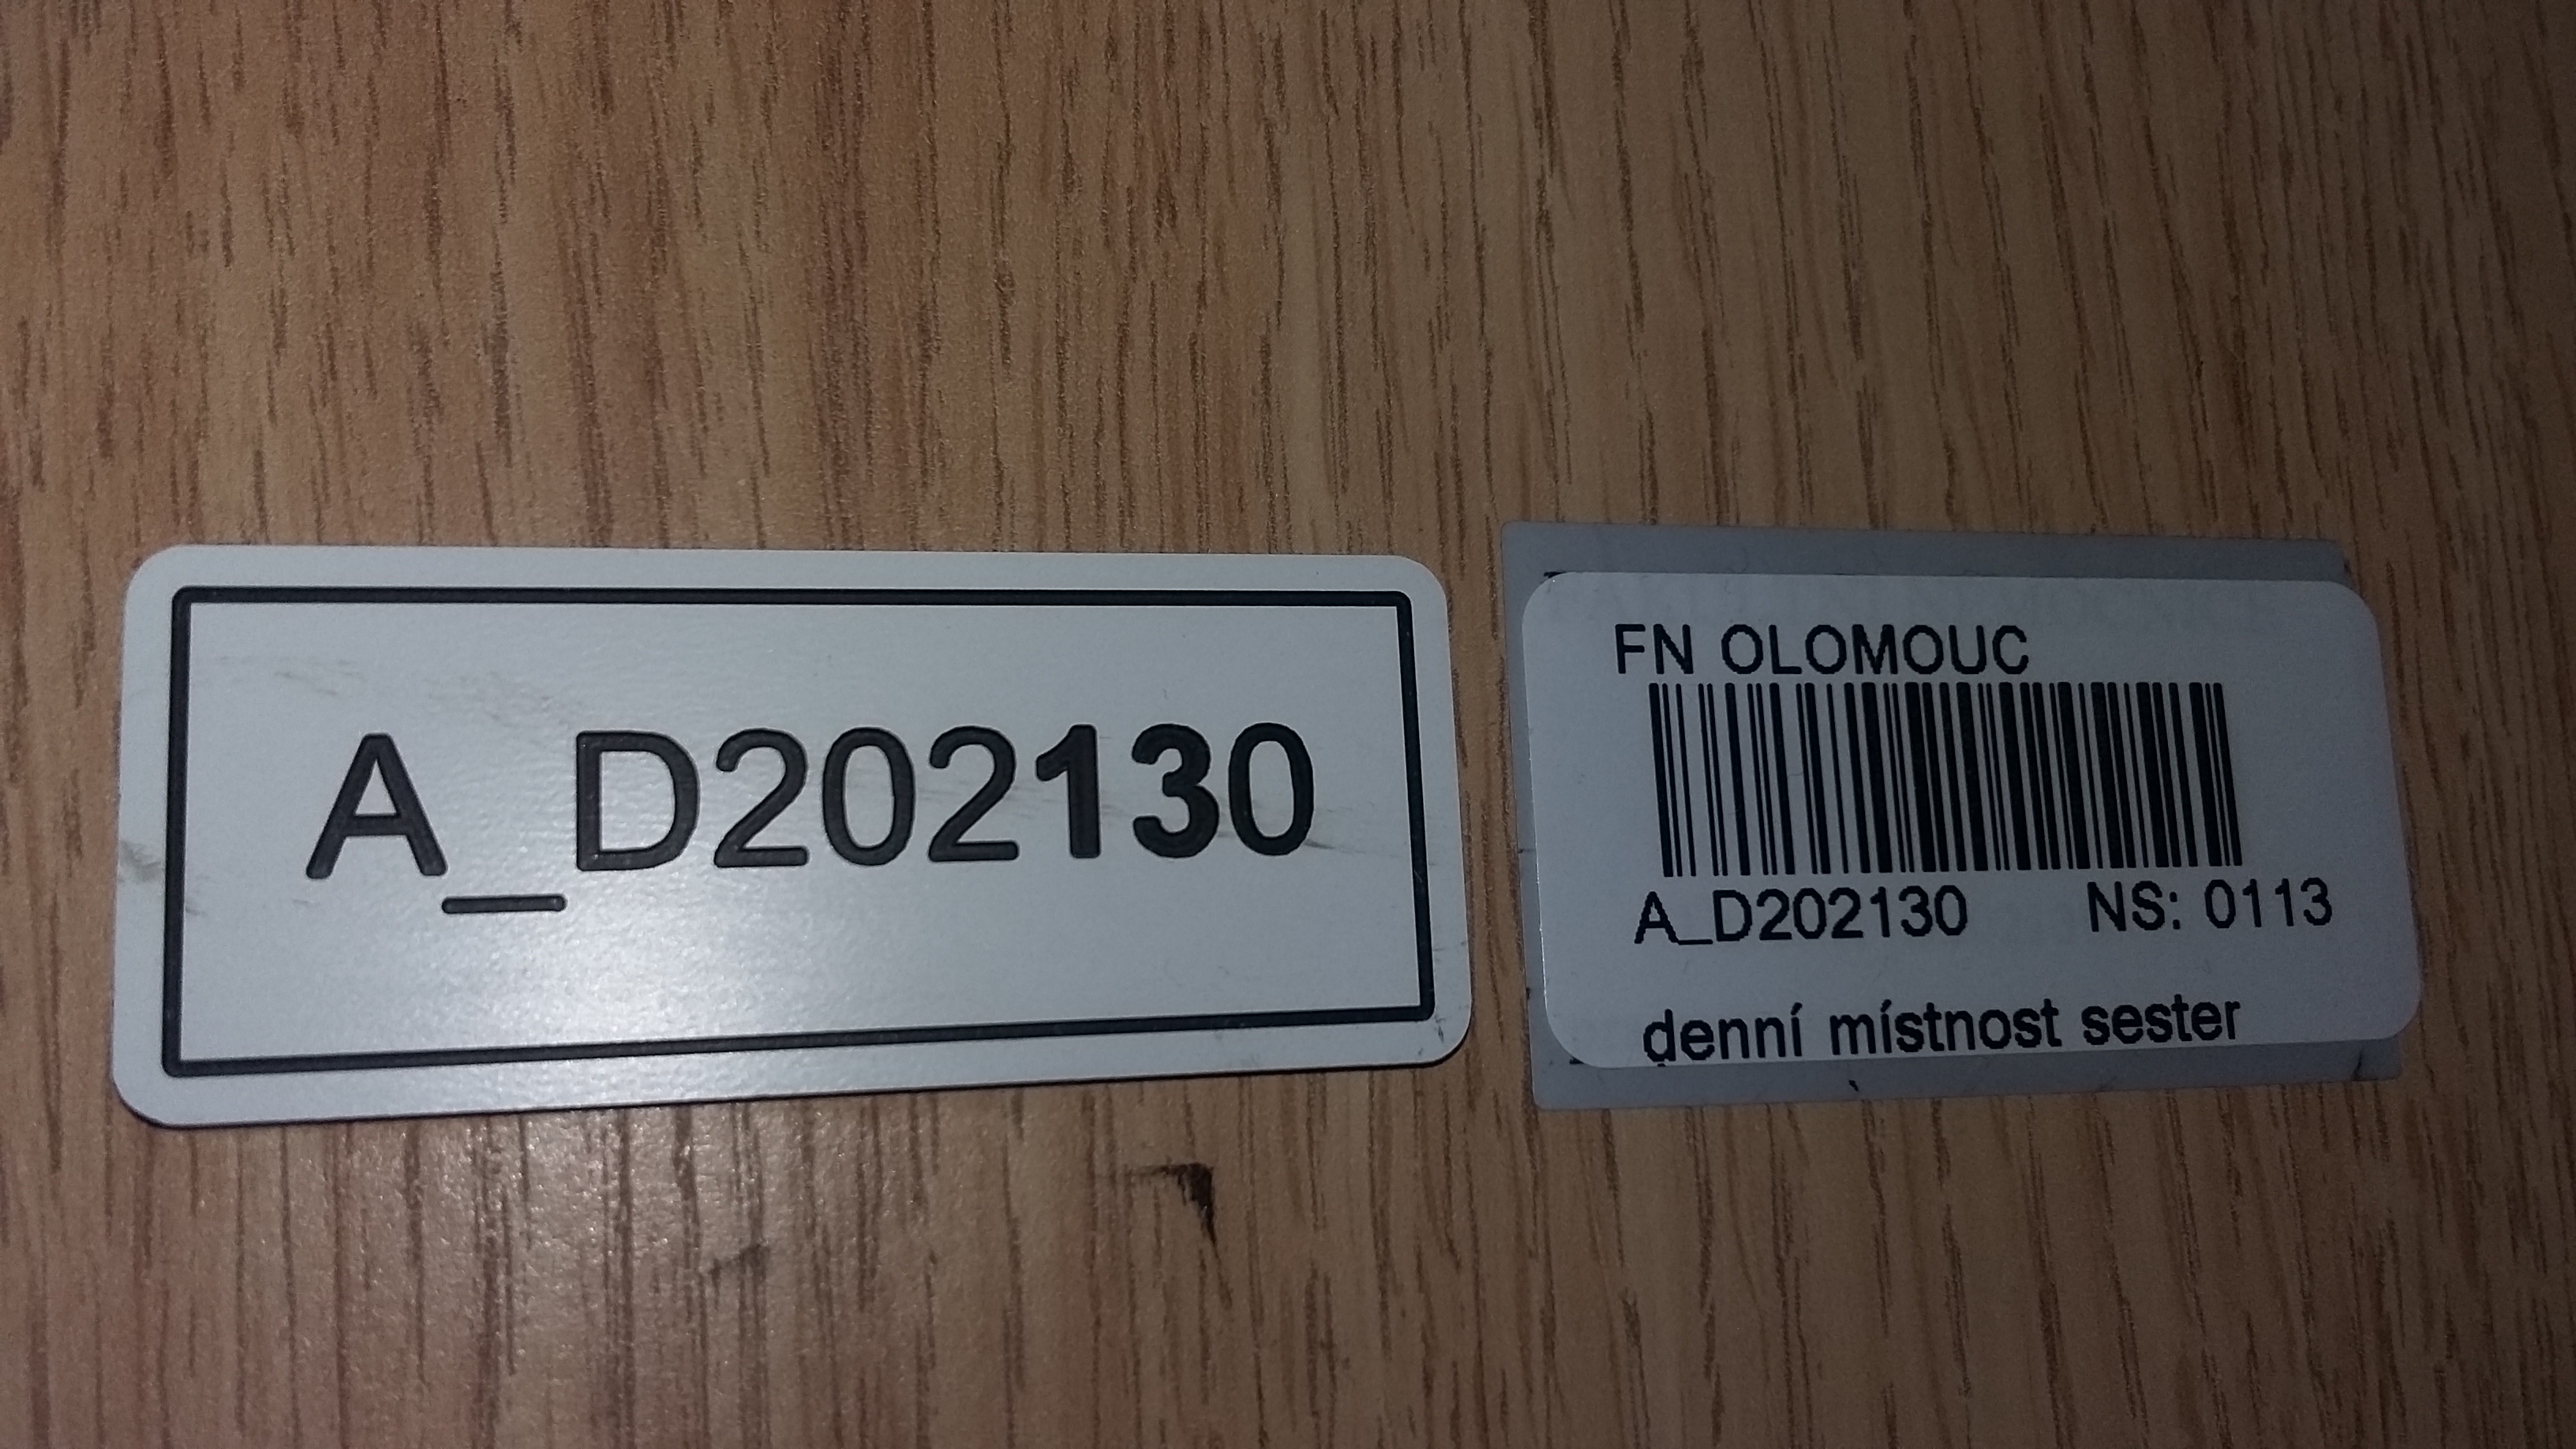 A_D202130
FN OLOMOUC
A_D202130 NS: 0113
denní místnost sester